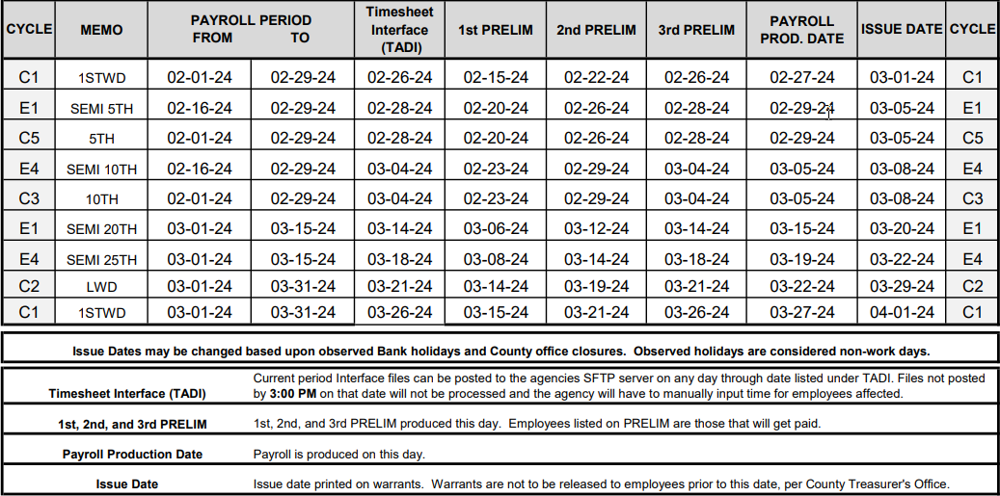 CYCLE MEMO PAYROLL PERIOD FROM TO Timesheet Interface (TADI) 1st PRELIM 2nd PRELIM 3rd PRELIM PAYROLL PROD. DATE ISSUE DATE CYCLE
C1 1STWD 02-01-24 02-29-24 02-26-24 02-15-24 02-22-24 02-26-24 02-27-24 03-01-24 C1
E1 SEMI 5TH 02-16-24 02-29-24 02-28-24 02-20-24 02-26-24 02-28-24 02-29-24 03-05-24 E1
C5 5TH 02-01-24 02-29-24 02-28-24 02-20-24 02-26-24 02-28-24 02-29-24 03-05-24 C5
E4 SEMI 10TH 02-16-24 02-29-24 03-04-24 02-23-24 02-29-24 03-04-24 03-05-24 03-08-24 E4
C3 10TH 02-01-24 02-29-24 03-04-24 02-23-24 02-29-24 03-04-24 03-05-24 03-08-24 C3
E1 SEMI 20TH 03-01-24 03-15-24 03-14-24 03-06-24 03-12-24 03-14-24 03-15-24 03-20-24 E1
E4 SEMI 25TH 03-01-24 03-15-24 03-18-24 03-08-24 03-14-24 03-18-24 03-19-24 03-22-24 E4
C2 LWD 03-01-24 03-31-24 03-21-24 03-14-24 03-19-24 03-21-24 03-22-24 03-29-24 C2
C1 1STWD 03-01-24 03-31-24 03-26-24 03-15-24 03-21-24 03-26-24 03-27-24 04-01-24 C1
Issue Dates may be changed based upon observed Bank holidays and County office closures. Observed holidays are considered non-work days.
Timesheet Interface (TADI) Current period Interface files can be posted to the agencies SFTP server on any day through date listed under TADI. Files not posted
by 3:00 PM on that date will not be processed and the agency will have to manually input time for employees affected.
1st, 2nd, and 3rd PRELIM 1st, 2nd, and 3rd PRELIM produced this day. Employees listed on PRELIM are those that will get paid.
Payroll Production Date Payroll is produced on this day.
Issue Date Issue date printed on warrants. Warrants are not to be released to employees prior to this date, per County Treasurer's Office.